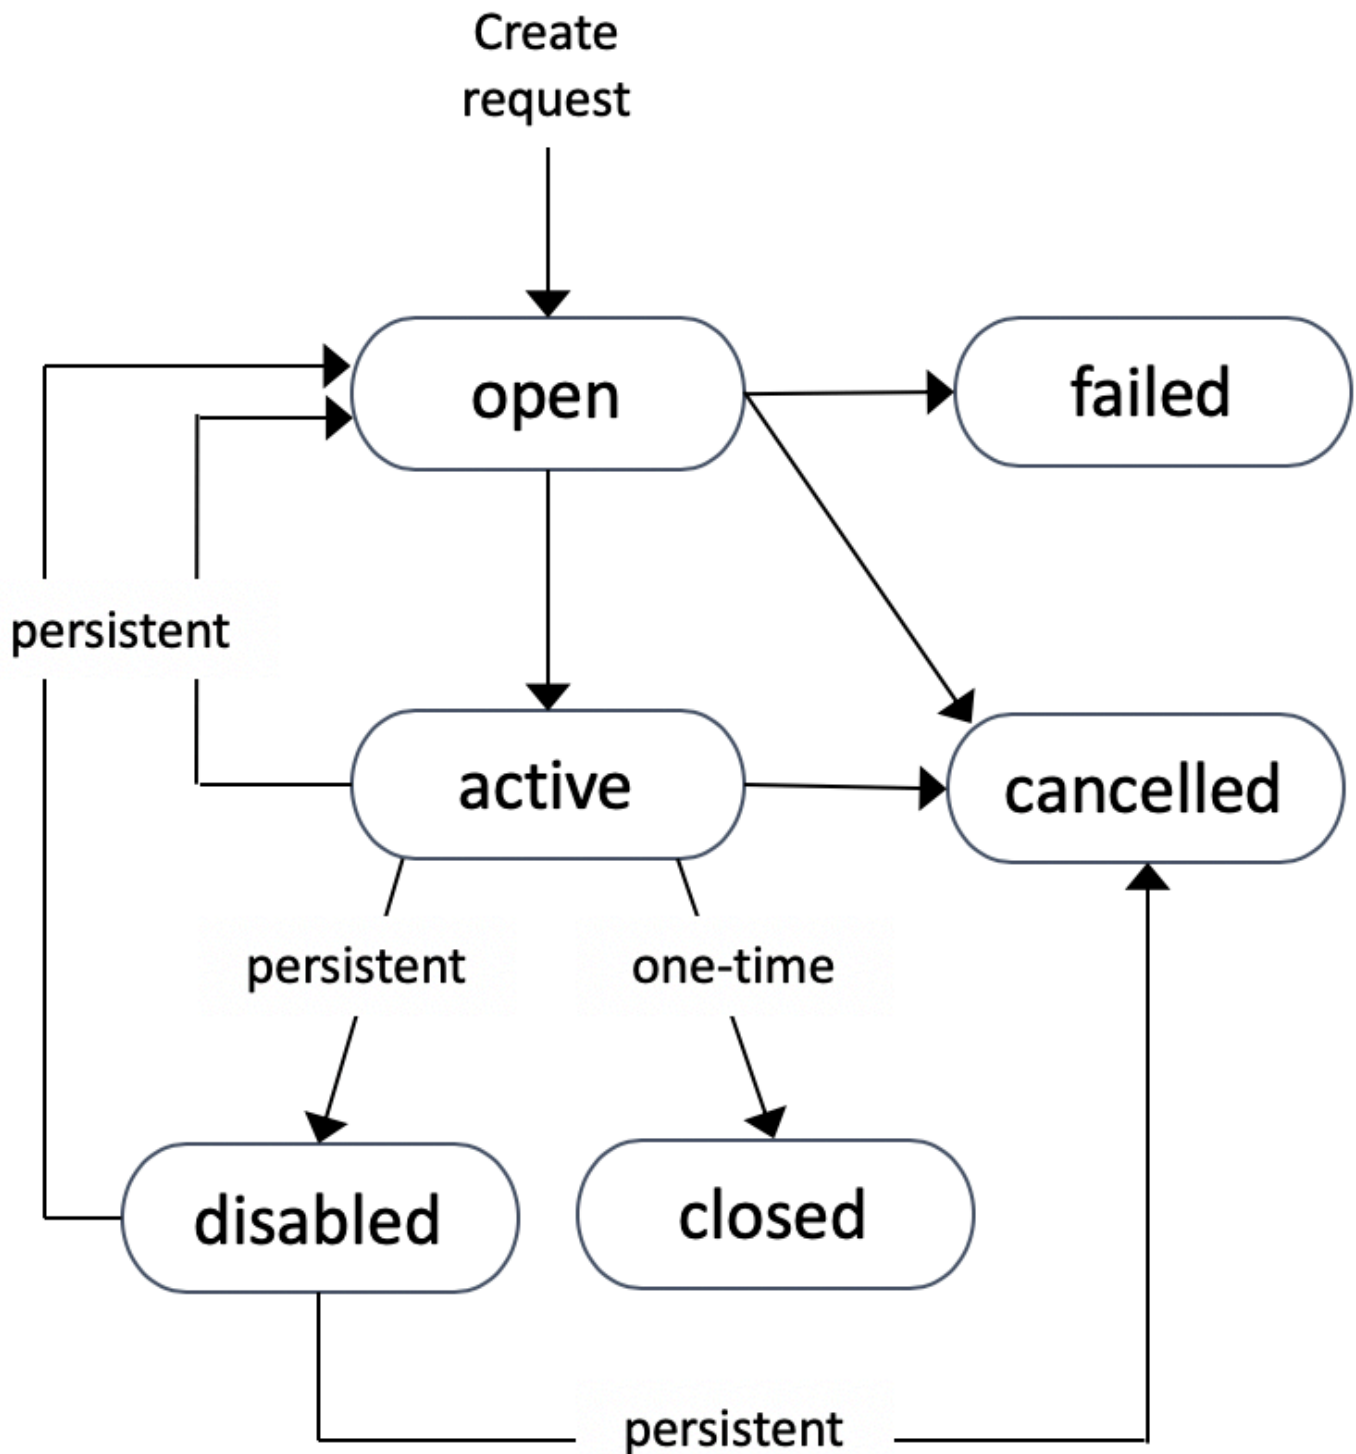 Create
request
open
failed
persistent
active
cancelled
persistent
one-time
disabled
closed
persistent